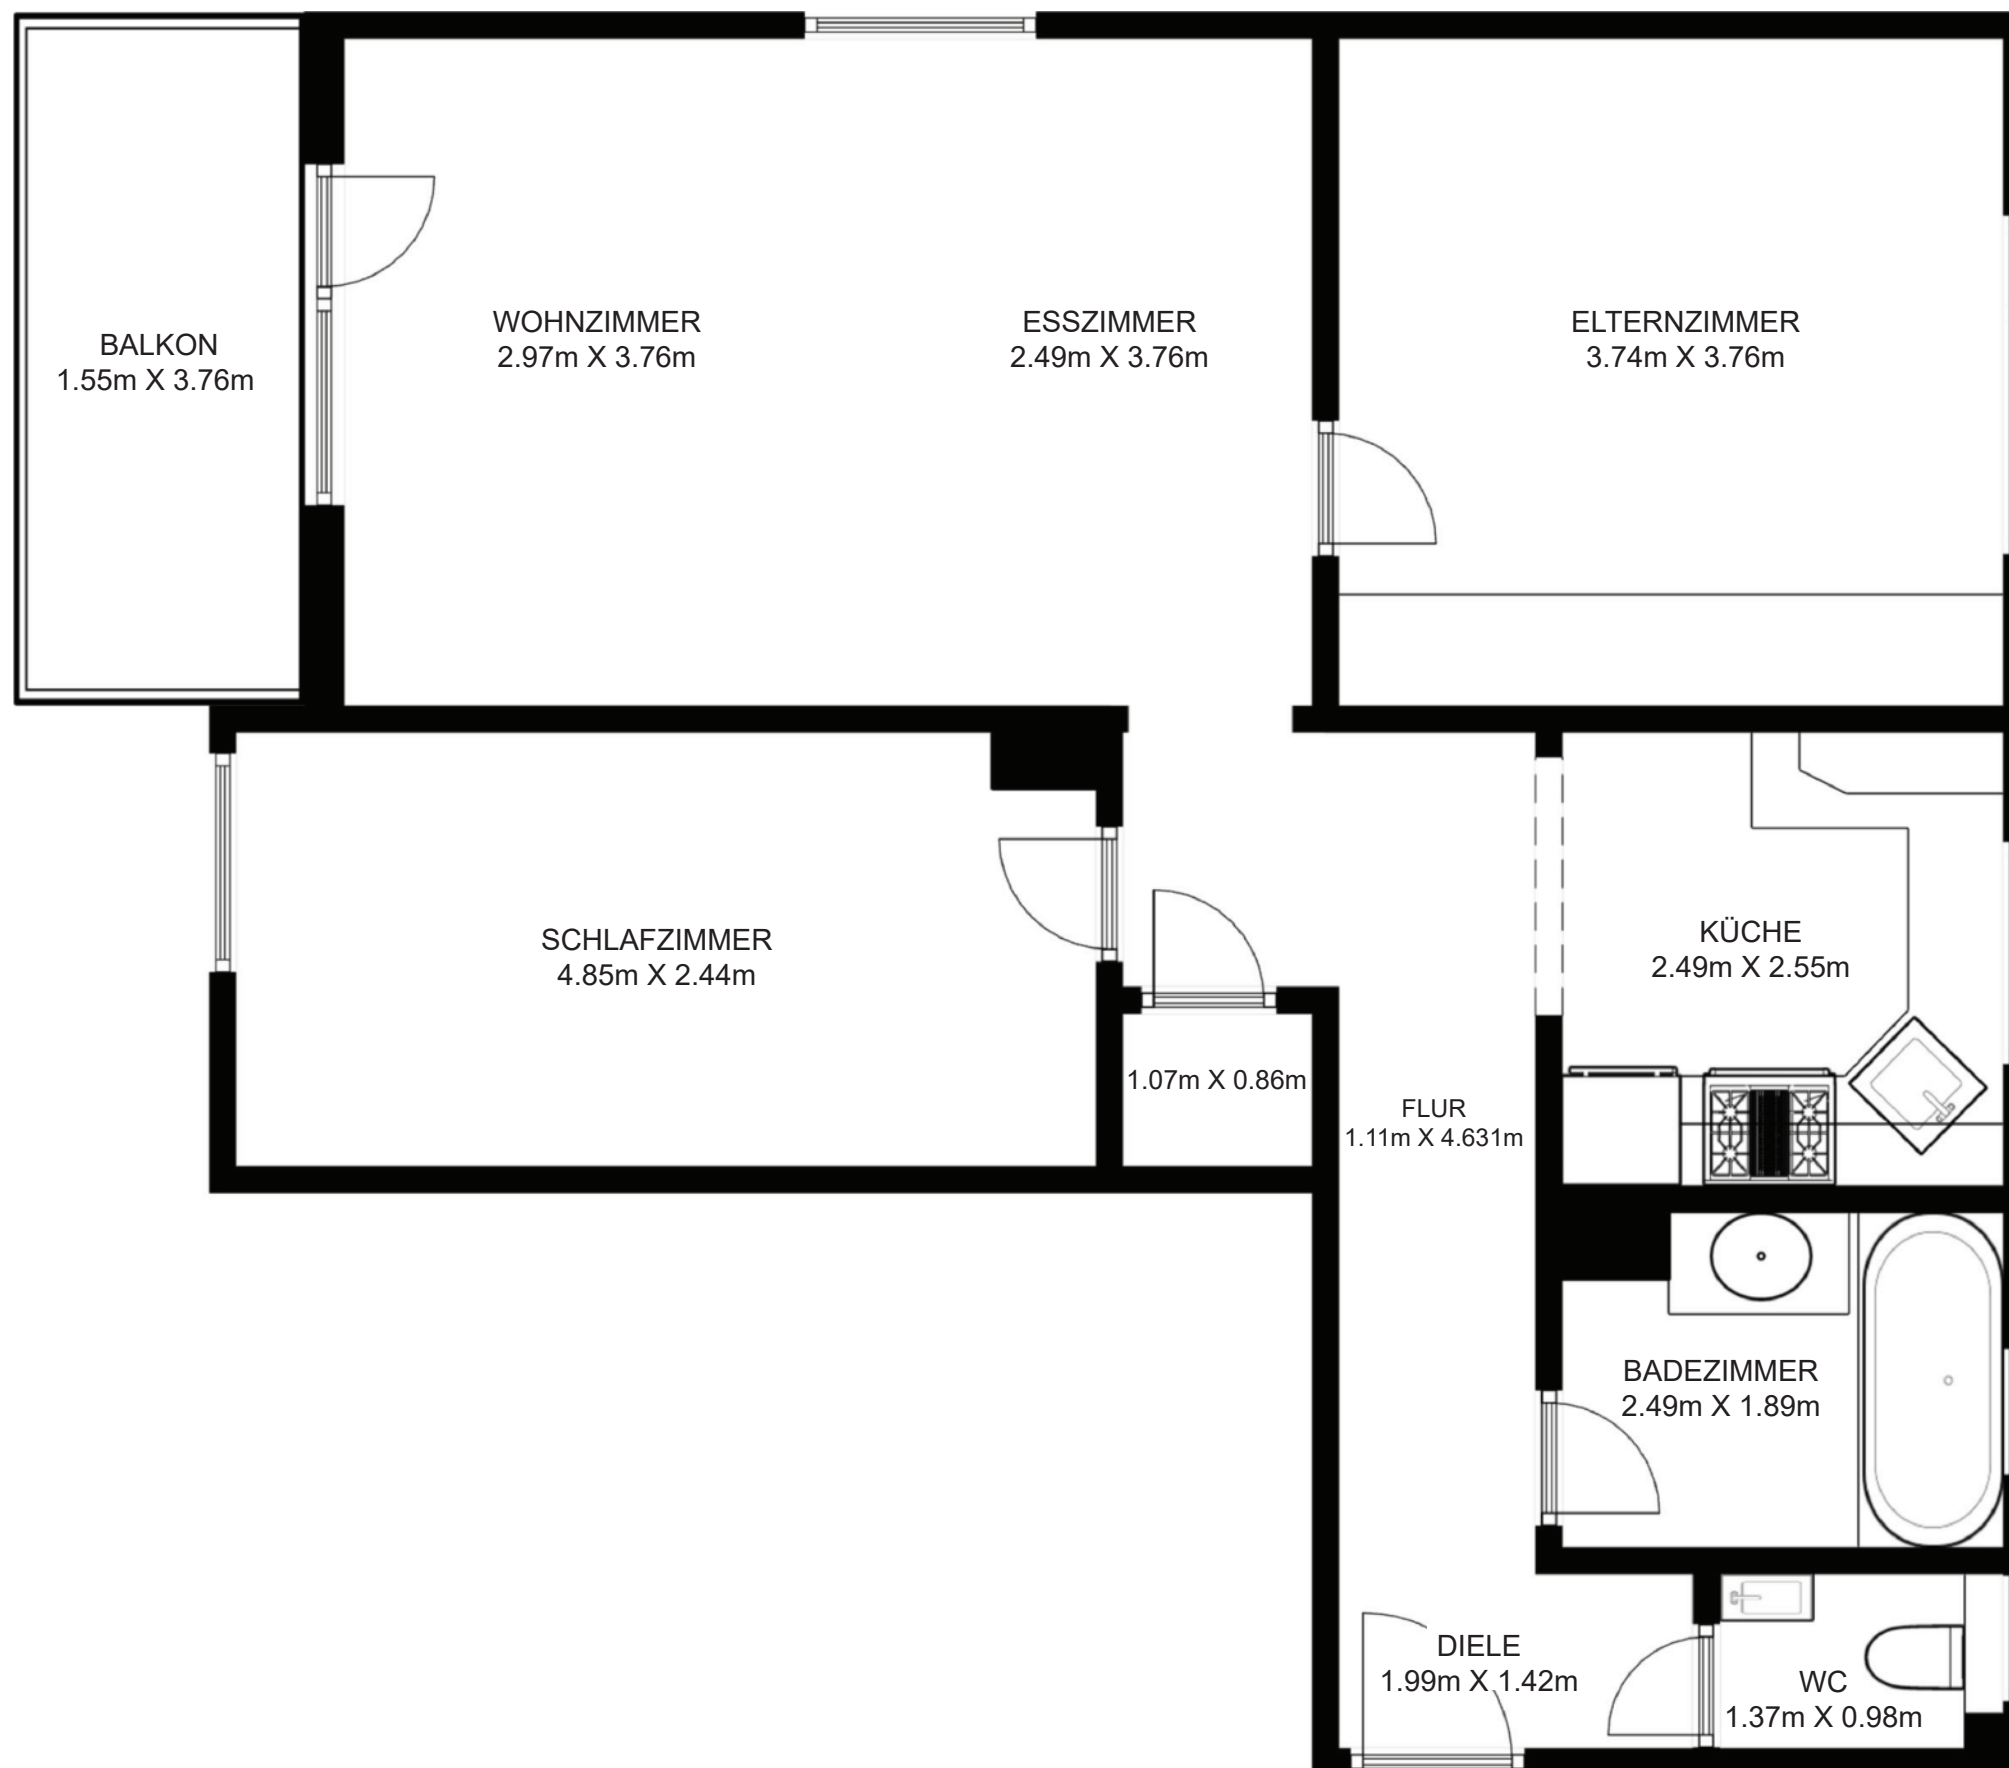 WOHNZIMMER
2.97m X 3.76m
ESSZIMMER
2.49m X 3.76m
ELTERNZIMMER
3.74m X 3.76m
BALKON
1.55m X 3.76m
SCHLAFZIMMER
4.85m X 2.44m
KÜCHE
2.49m X 2.55m
1.07m X 0.86m
FLUR
1.11m X 4.631m
BADEZIMMER
2.49m X 1.89m
DIELE
1.99m X 1.42m
WC
1.37m X 0.98m